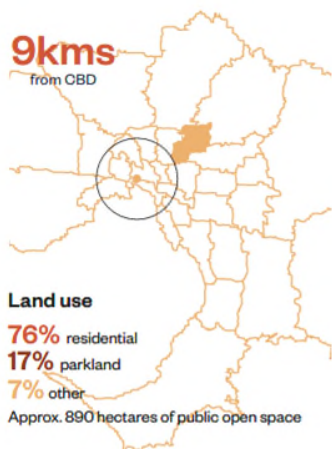 9kms
from CBD
Land use
76% residential
17% parkland
7% other
Approx. 890 hectares of public open space